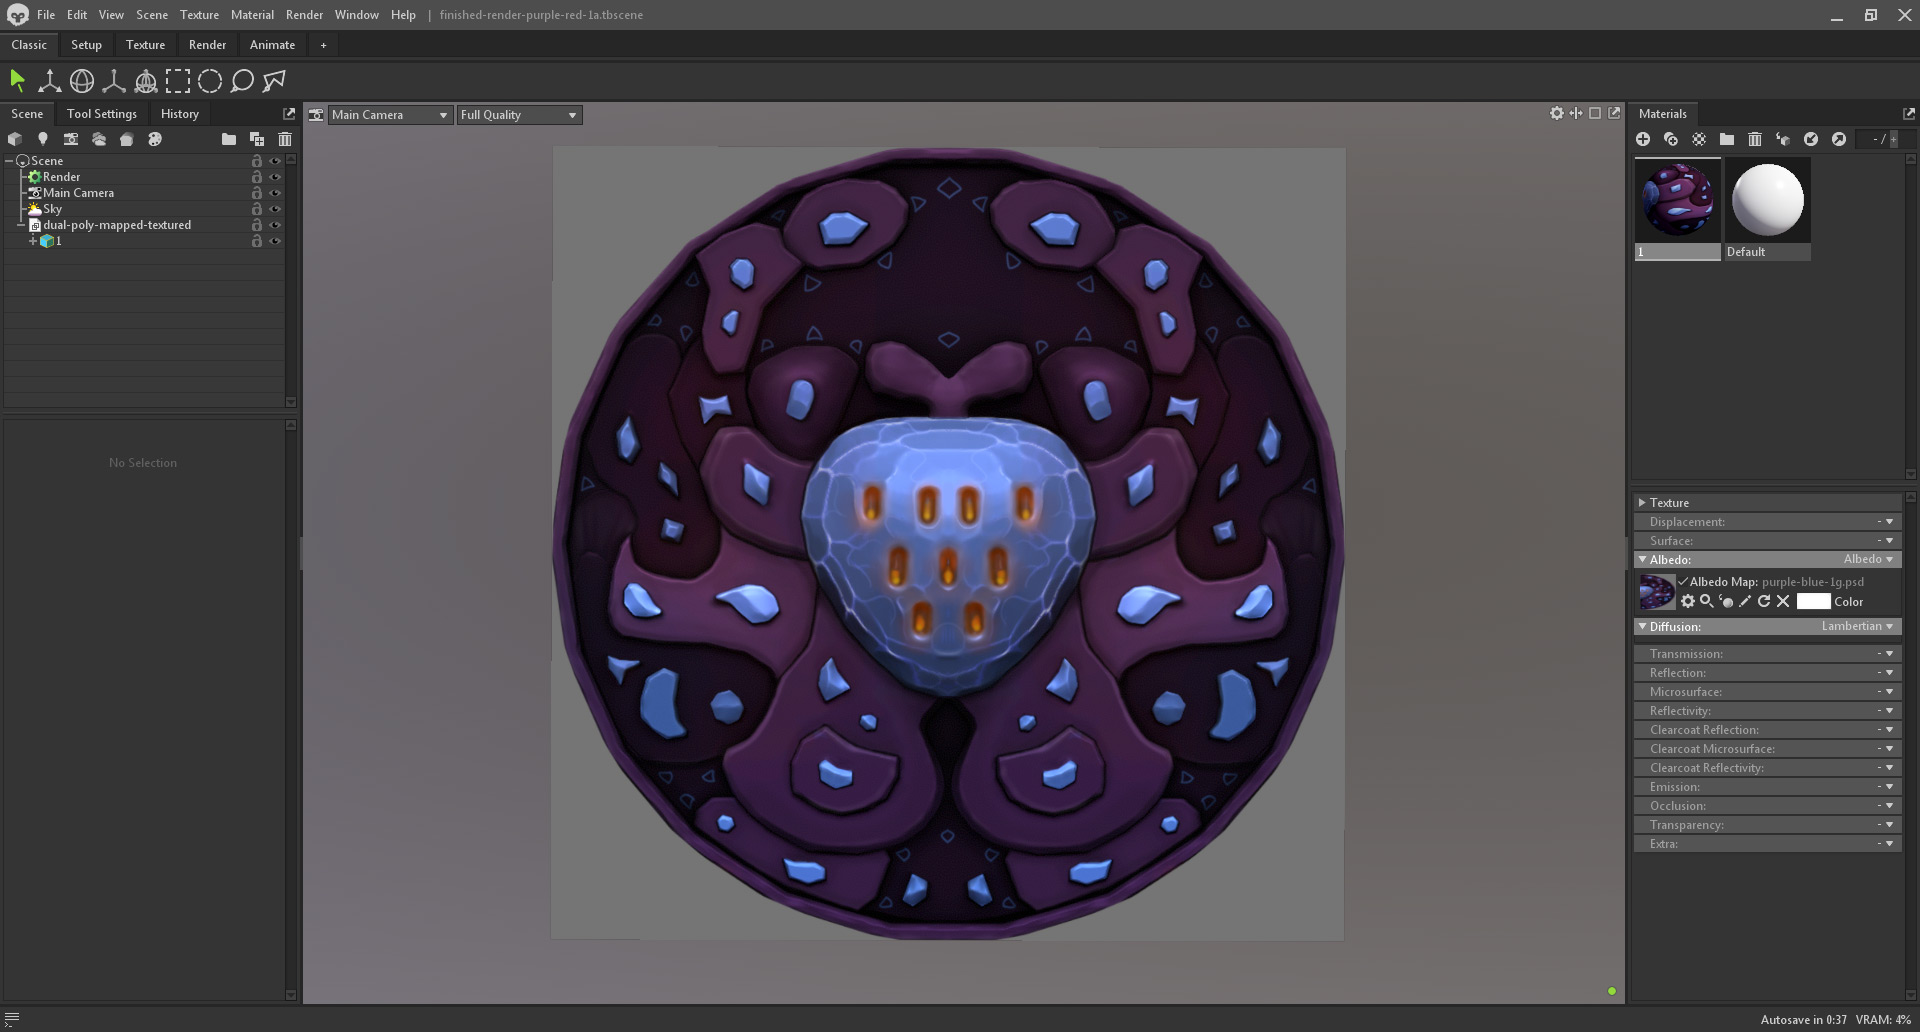 File Edit View Scene Texture Material Render Window Help | finished-render-purple-red-1a.tbscene
Classic Setup Texture Render Animate +
Scene Tool Settings History
Main Camera Full Quality
Materials
- / +
Scene
Render
Main Camera
Sky
dual-poly-mapped-textured
1
No Selection
1 Default
Texture
Displacement: -
Surface: -
Albedo: Albedo
Albedo Map: purple-blue-1g.psd
Color
Diffusion: Lambertian
Transmission: -
Reflection: -
Microsurface: -
Reflectivity: -
Clearcoat Reflection: -
Clearcoat Microsurface: -
Clearcoat Reflectivity: -
Emission: -
Occlusion: -
Transparency: -
Extra: -
Autosave in 0:37 VRAM: 4%